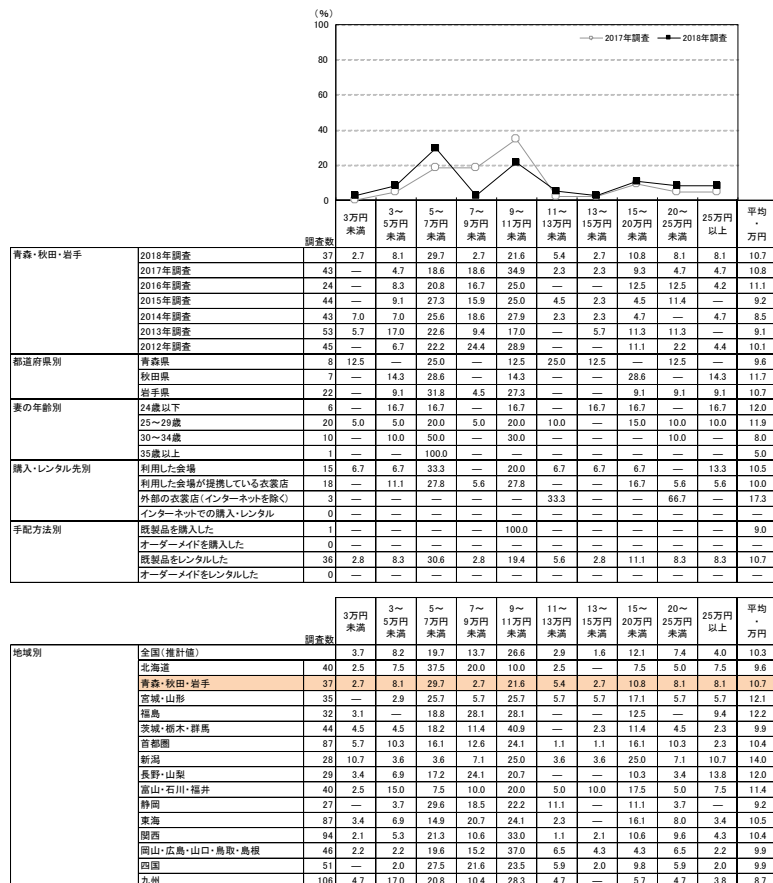 （%）
100
80
60
40
20
0
2017年調査 2018年調査
調査数 3万円未満 3～5万円未満 5～7万円未満 7～9万円未満 9～11万円未満 11～13万円未満 13～15万円未満 15～20万円未満 20～25万円未満 25万円以上 平均・万円
青森・秋田・岩手 2018年調査 37 2.7 8.1 29.7 2.7 21.6 5.4 2.7 10.8 8.1 8.1 10.7
2017年調査 43 — 4.7 18.6 18.6 34.9 2.3 2.3 9.3 4.7 4.7 10.8
2016年調査 24 — 8.3 20.8 16.7 25.0 — — 12.5 12.5 4.2 11.1
2015年調査 44 — 9.1 27.3 15.9 25.0 4.5 2.3 4.5 11.4 — 9.2
2014年調査 43 7.0 7.0 25.6 18.6 27.9 2.3 2.3 4.7 — 4.7 8.5
2013年調査 53 5.7 17.0 22.6 9.4 17.0 — 5.7 11.3 11.3 — 9.1
2012年調査 45 — 6.7 22.2 24.4 28.9 — — 11.1 2.2 4.4 10.1
都道府県別 青森県 8 12.5 — 25.0 — 12.5 25.0 12.5 — 12.5 — 9.6
秋田県 7 — 14.3 28.6 — 14.3 — — 28.6 — 14.3 11.7
岩手県 22 — 9.1 31.8 4.5 27.3 — — 9.1 9.1 9.1 10.7
妻の年齢別 24歳以下 6 — 16.7 16.7 — 16.7 — 16.7 16.7 — 16.7 12.0
25～29歳 20 5.0 5.0 20.0 5.0 20.0 10.0 — 15.0 10.0 10.0 11.9
30～34歳 10 — 10.0 50.0 — 30.0 — — — 10.0 — 8.0
35歳以上 1 — — 100.0 — — — — — — — 5.0
購入・レンタル先別 利用した会場 15 6.7 6.7 33.3 — 20.0 6.7 6.7 6.7 — 13.3 10.5
利用した会場が提携している衣裳店 18 — 11.1 27.8 5.6 27.8 — — 16.7 5.6 5.6 10.0
外部の衣裳店（インターネットを除く） 3 — — — — — 33.3 — — 66.7 — 17.3
インターネットでの購入・レンタル 0 — — — — — — — — — — —
手配方法別 既製品を購入した 1 — — — — 100.0 — — — — — 9.0
オーダーメイドを購入した 0 — — — — — — — — — — —
既製品をレンタルした 36 2.8 8.3 30.6 2.8 19.4 5.6 2.8 11.1 8.3 8.3 10.7
オーダーメイドをレンタルした 0 — — — — — — — — — — —
調査数 3万円未満 3～5万円未満 5～7万円未満 7～9万円未満 9～11万円未満 11～13万円未満 13～15万円未満 15～20万円未満 20～25万円未満 25万円以上 平均・万円
地域別 全国（推計値） 3.7 8.2 19.7 13.7 26.6 2.9 1.6 12.1 7.4 4.0 10.3
北海道 40 2.5 7.5 37.5 20.0 10.0 2.5 — 7.5 5.0 7.5 9.6
青森・秋田・岩手 37 2.7 8.1 29.7 2.7 21.6 5.4 2.7 10.8 8.1 8.1 10.7
宮城・山形 35 — 2.9 25.7 5.7 25.7 5.7 5.7 17.1 5.7 5.7 12.1
福島 32 3.1 — 18.8 28.1 28.1 — — 12.5 — 9.4 12.2
茨城・栃木・群馬 44 4.5 4.5 18.2 11.4 40.9 — 2.3 11.4 4.5 2.3 9.9
首都圏 87 5.7 10.3 16.1 12.6 24.1 1.1 1.1 16.1 10.3 2.3 10.4
新潟 28 10.7 3.6 3.6 7.1 25.0 3.6 3.6 25.0 7.1 10.7 14.0
長野・山梨 29 3.4 6.9 17.2 24.1 20.7 — — 10.3 3.4 13.8 12.0
富山・石川・福井 40 2.5 15.0 7.5 10.0 20.0 5.0 10.0 17.5 5.0 7.5 11.4
静岡 27 — 3.7 29.6 18.5 22.2 11.1 — 11.1 3.7 — 9.2
東海 87 3.4 6.9 14.9 20.7 24.1 2.3 — 16.1 8.0 3.4 10.5
関西 94 2.1 5.3 21.3 10.6 33.0 1.1 2.1 10.6 9.6 4.3 10.4
岡山・広島・山口・鳥取・島根 46 2.2 2.2 19.6 15.2 37.0 6.5 4.3 4.3 6.5 2.2 9.9
四国 51 — 2.0 27.5 21.6 23.5 5.9 2.0 9.8 5.9 2.0 9.9
九州 106 4.7 17.0 20.8 10.4 28.3 4.7 — 5.7 4.7 3.8 8.7